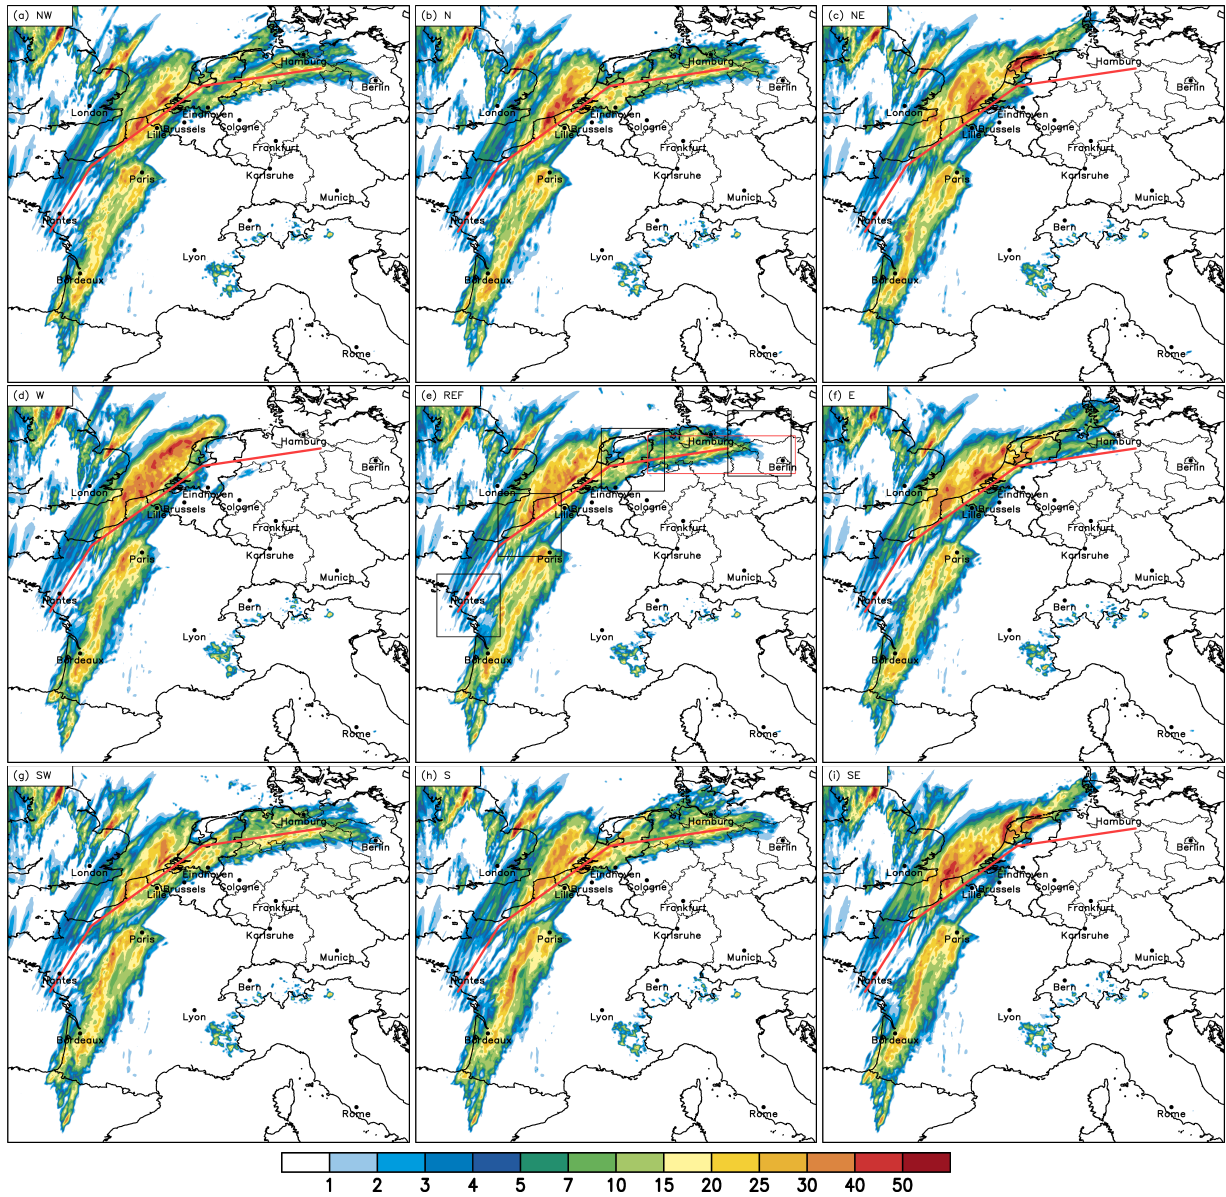 (a) NW
(b) N
(c) NE
Hamburg
Hamburg
Hamburg
Berlin
Berlin
Berlin
London
Eindhoven
London
Eindhoven
London
Eindhoven
Lille
Brussels
Cologne
Lille
Brussels
Cologne
Lille
Brussels
Cologne
Frankfurt
Frankfurt
Frankfurt
Paris
Karlsruhe
Paris
Karlsruhe
Paris
Karlsruhe
Munich
Munich
Munich
Nantes
Nantes
Nantes
Bern
Bern
Bern
Lyon
Lyon
Lyon
Bordeaux
Bordeaux
Bordeaux
Rome
Rome
Rome
(d) W
(e) REF
(f) E
Hamburg
Hamburg
Hamburg
Berlin
Berlin
Berlin
London
Eindhoven
London
Eindhoven
London
Eindhoven
Lille
Brussels
Cologne
Lille
Brussels
Cologne
Lille
Brussels
Cologne
Frankfurt
Frankfurt
Frankfurt
Paris
Karlsruhe
Paris
Karlsruhe
Paris
Karlsruhe
Munich
Munich
Munich
Nantes
Nantes
Nantes
Bern
Bern
Bern
Lyon
Lyon
Lyon
Bordeaux
Bordeaux
Bordeaux
Rome
Rome
Rome
(g) SW
(h) S
(i) SE
Hamburg
Hamburg
Hamburg
Berlin
Berlin
Berlin
London
Eindhoven
London
Eindhoven
London
Eindhoven
Lille
Brussels
Cologne
Lille
Brussels
Cologne
Lille
Brussels
Cologne
Frankfurt
Frankfurt
Frankfurt
Paris
Karlsruhe
Paris
Karlsruhe
Paris
Karlsruhe
Munich
Munich
Munich
Nantes
Nantes
Nantes
Bern
Bern
Bern
Lyon
Lyon
Lyon
Bordeaux
Bordeaux
Bordeaux
Rome
Rome
Rome
1 2 3 4 5 7 10 15 20 25 30 40 50